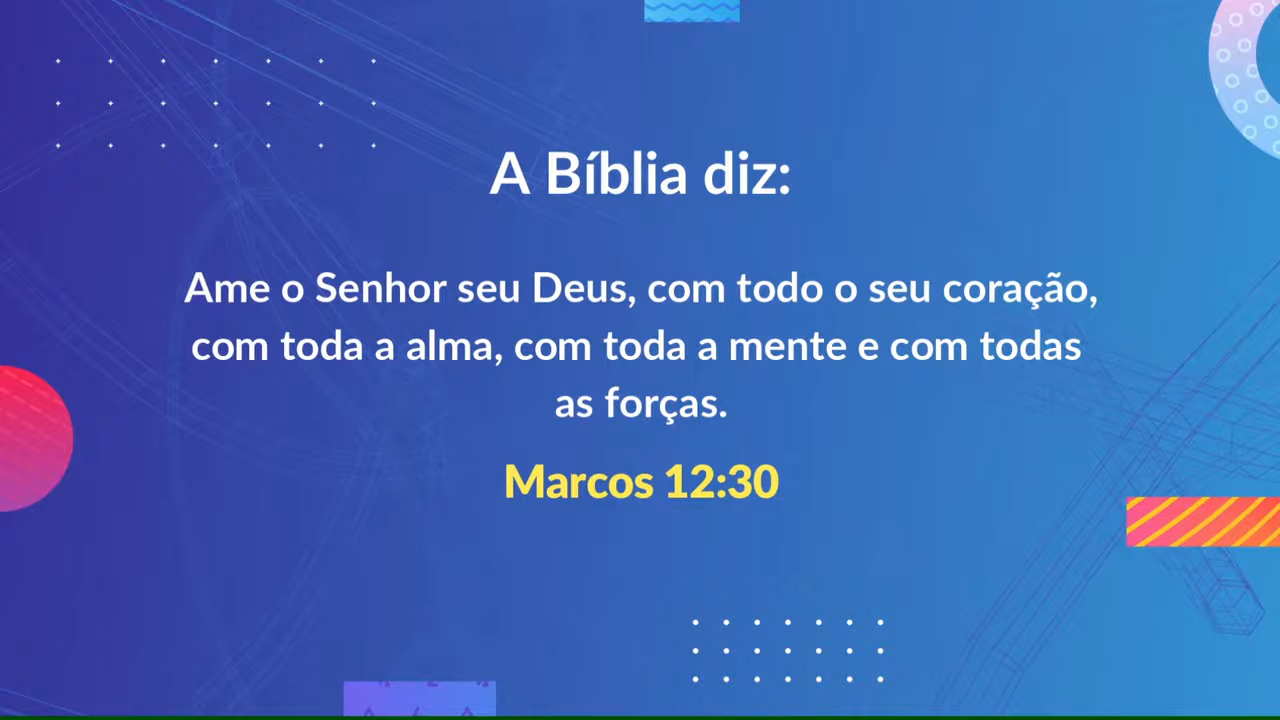 A Bíblia diz:
Ame o Senhor seu Deus, com todo o seu coração,
com toda a alma, com toda a mente e com todas
as forças.
Marcos 12:30